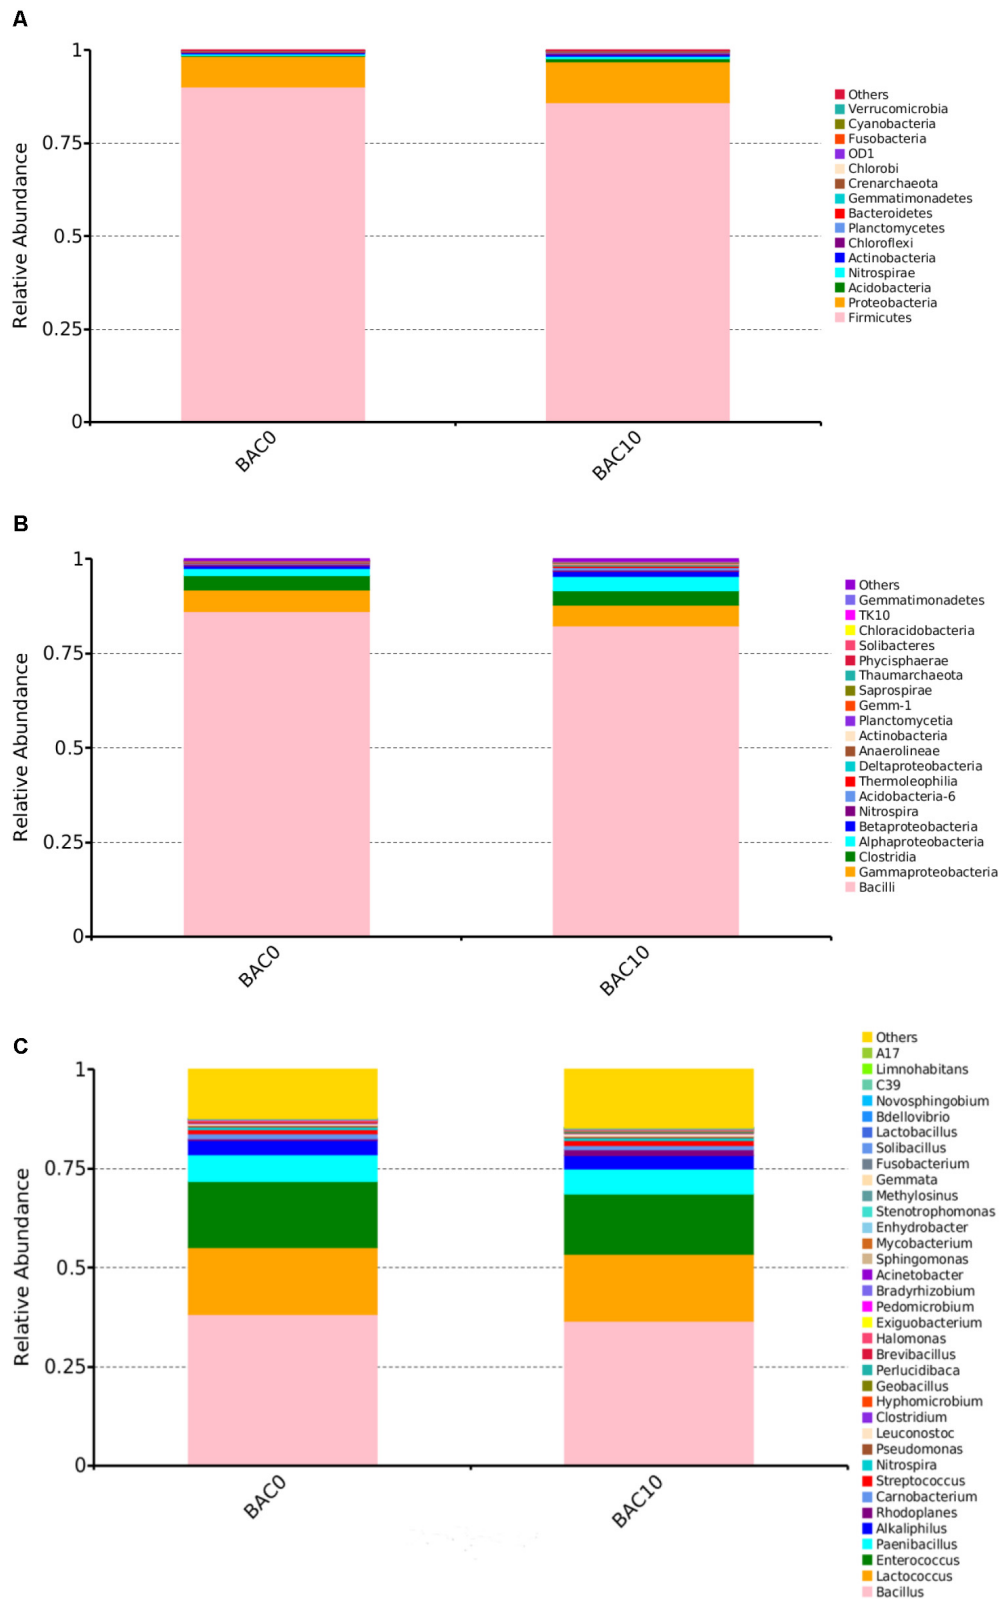 A
1
0.75
0.5
0.25
0
Relative Abundance
BAC0
BAC10
Others
Verrucomicrobia
Cyanobacteria
Fusobacteria
OD1
Chlorobi
Crenarchaeota
Gemmatimonadetes
Bacteroidetes
Planctomycetes
Chloroflexi
Actinobacteria
Nitrospirae
Acidobacteria
Proteobacteria
Firmicutes
B
1
0.75
0.5
0.25
0
Relative Abundance
BAC0
BAC10
Others
Gemmatimonadetes
TK10
Chloracidobacteria
Solibacteres
Phycisphaerae
Thaumarchaeota
Saprospirae
Gemm-1
Planctomycetia
Actinobacteria
Anaerolineae
Deltaproteobacteria
Thermoleophilia
Acidobacteria-6
Nitrospira
Betaproteobacteria
Alphaproteobacteria
Clostridia
Gammaproteobacteria
Bacilli
C
1
0.75
0.5
0.25
0
Relative Abundance
BAC0
BAC10
Others
A17
Limnohabitans
C39
Novosphingobium
Bdellovibrio
Lactobacillus
Solibacillus
Fusobacterium
Gemmata
Methylosinus
Stenotrophomonas
Enhydrobacter
Mycobacterium
Sphingomonas
Acinetobacter
Bradyrhizobium
Pedomicrobium
Exiguobacterium
Halomonas
Brevibacillus
Perlucidibaca
Geobacillus
Hyphomicrobium
Clostridium
Leuconostoc
Pseudomonas
Nitrospira
Streptococcus
Carnobacterium
Rhodoplanes
Alkaliphilus
Paenibacillus
Enterococcus
Lactococcus
Bacillus